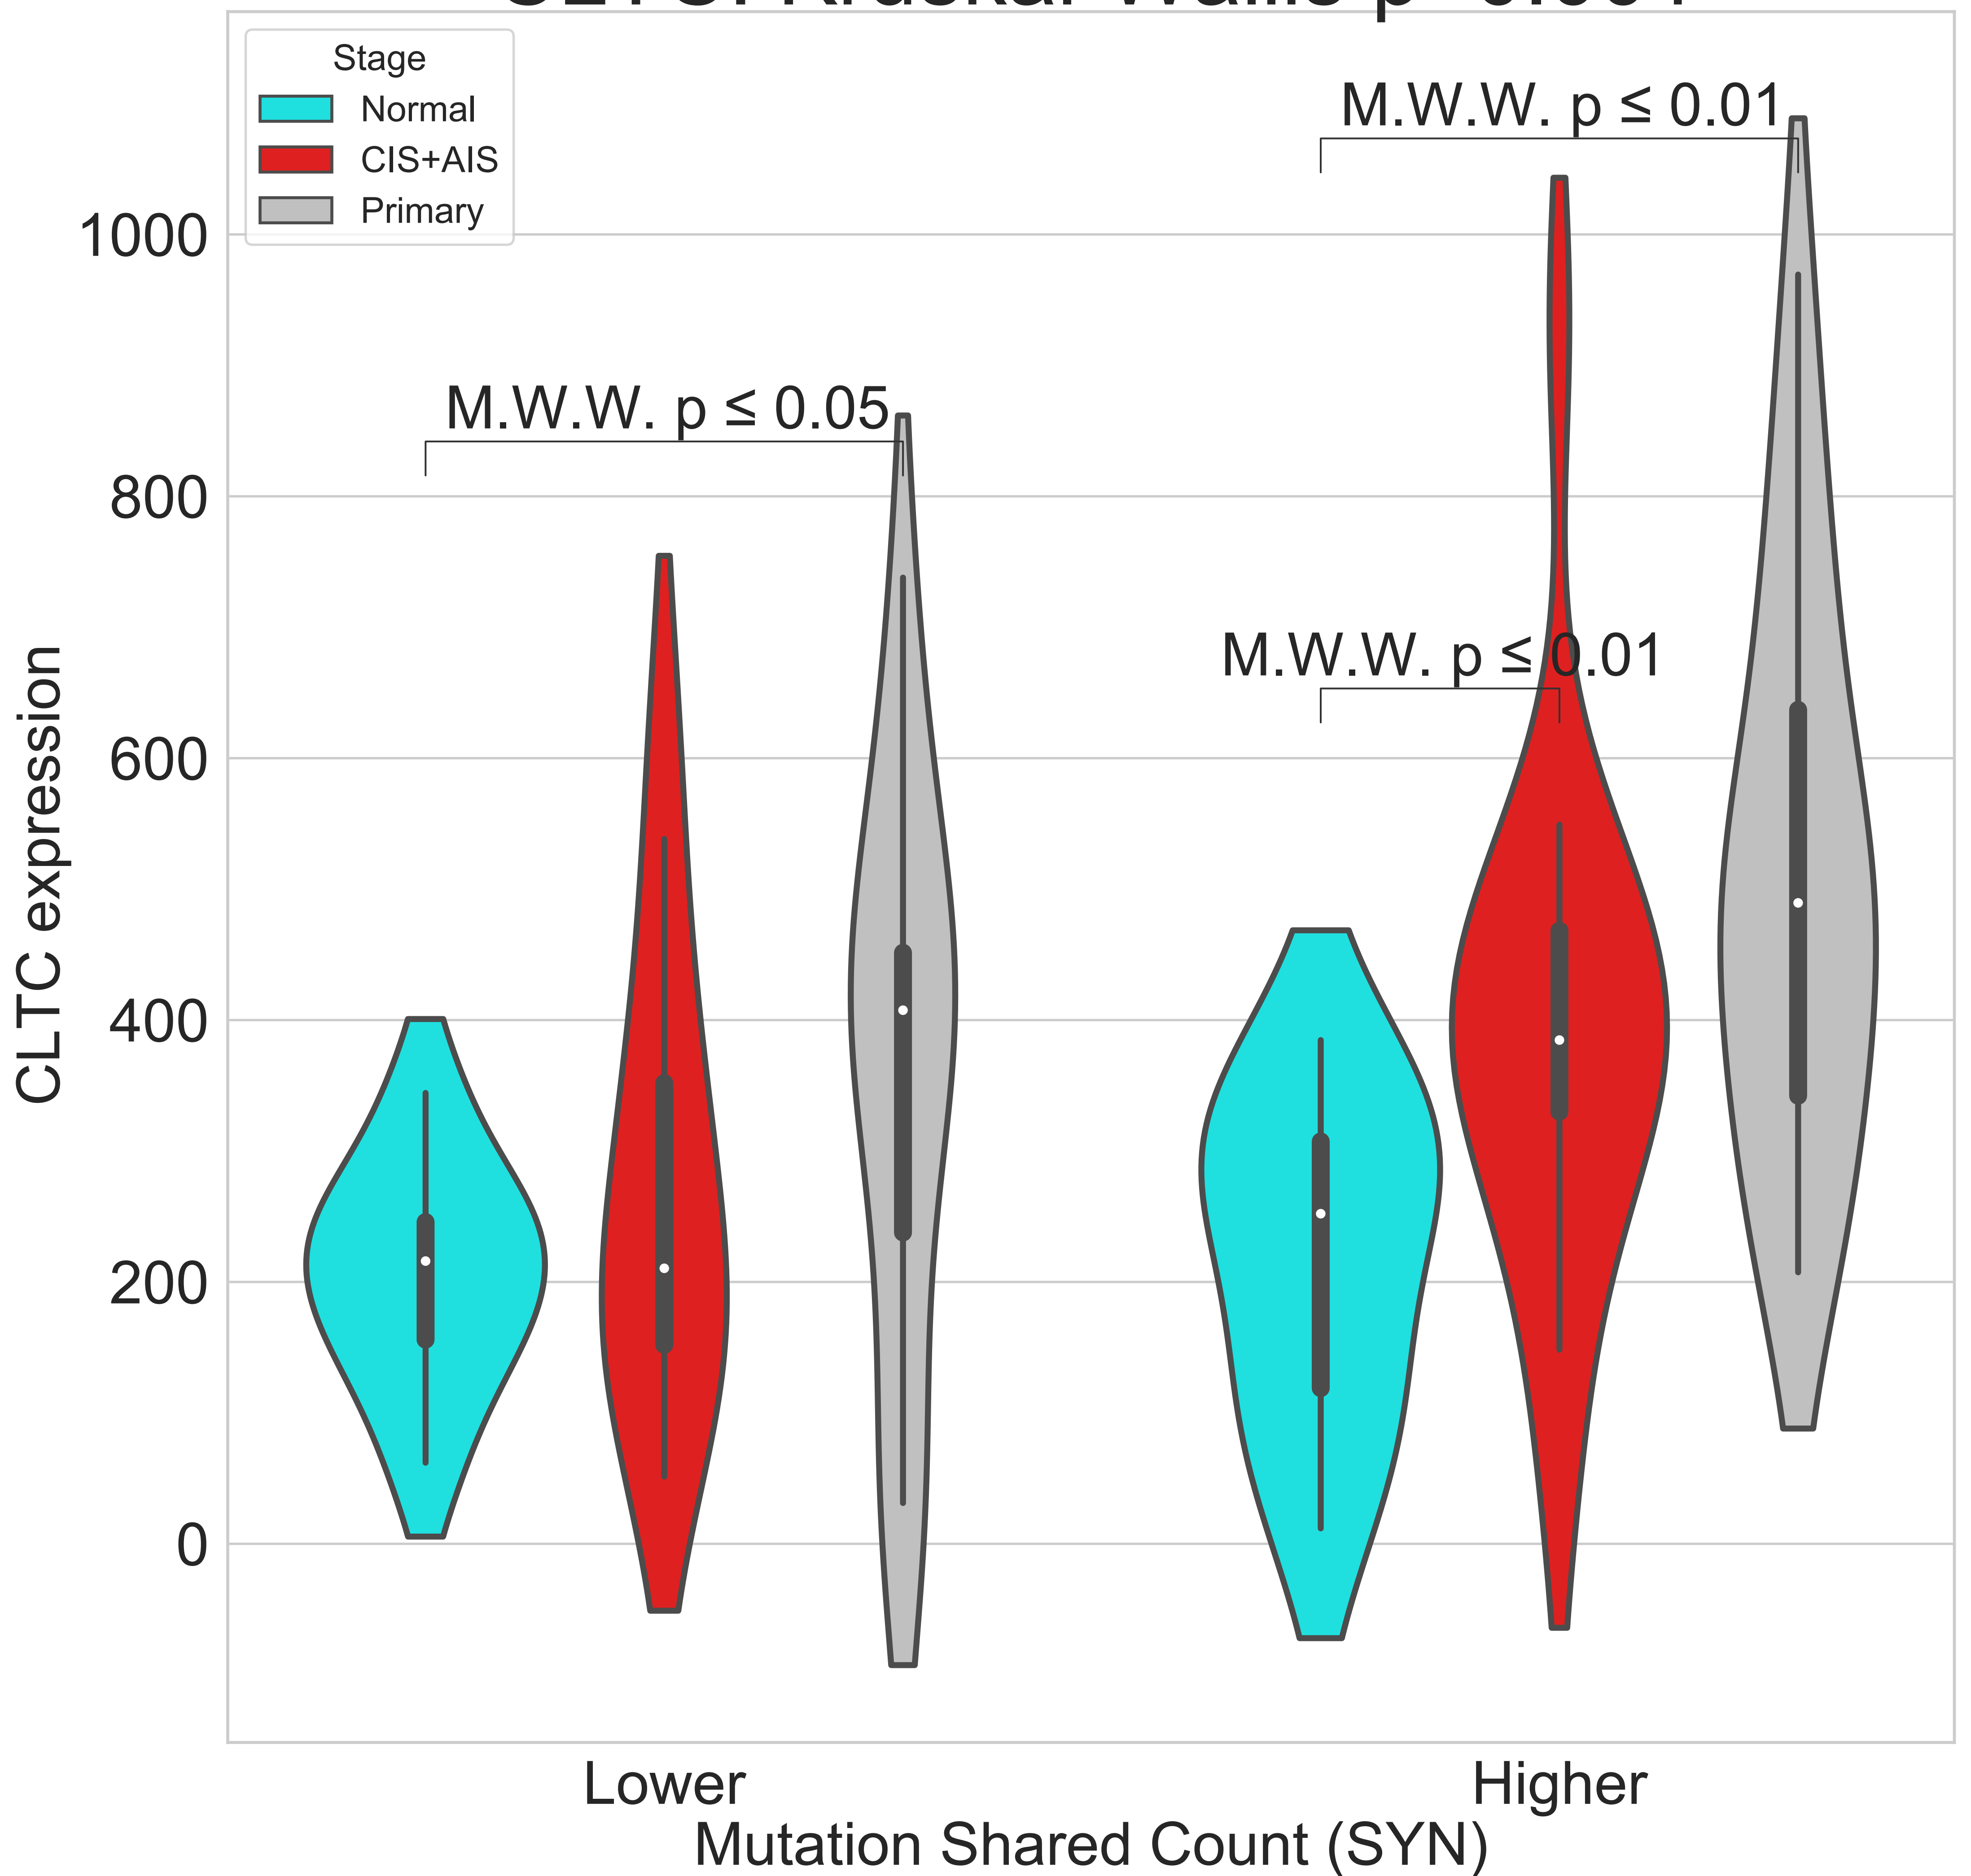 Stage
Normal
CIS+AIS
Primary
M.W.W. p ≤ 0.01
M.W.W. p ≤ 0.05
M.W.W. p ≤ 0.01
1000
800
600
400
200
0
CLTC expression
Lower
Higher
Mutation Shared Count (SYN)